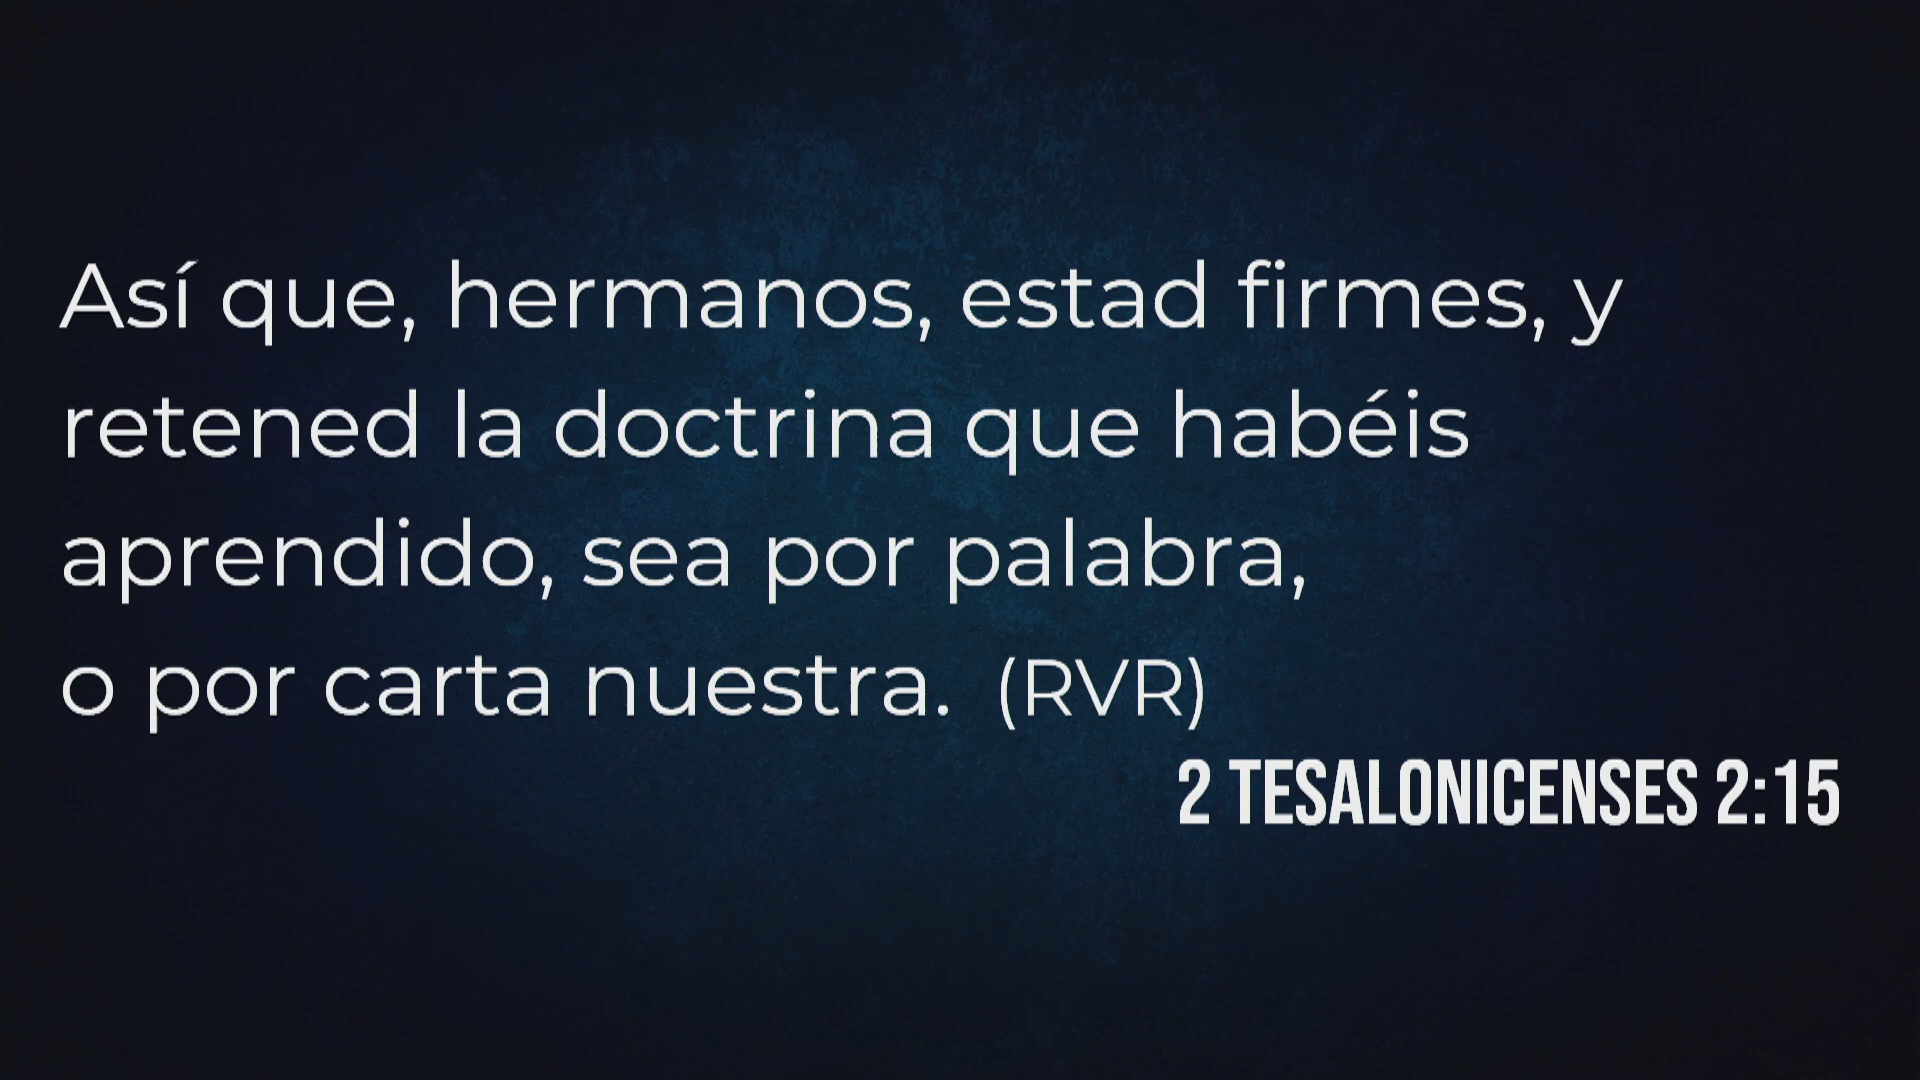 Así que, hermanos, estad firmes, y
retened la doctrina que habéis
aprendido, sea por palabra,
o por carta nuestra. (RVR)
2 TESALONICENSES 2:15